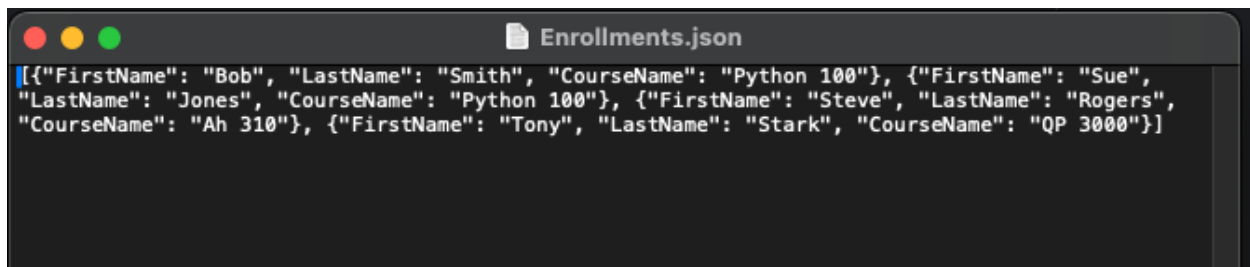 Enrollments.json
[{"FirstName": "Bob", "LastName": "Smith", "CourseName": "Python 100"}, {"FirstName": "Sue",
"LastName": "Jones", "CourseName": "Python 100"}, {"FirstName": "Steve", "LastName": "Rogers",
"CourseName": "Ah 310"}, {"FirstName": "Tony", "LastName": "Stark", "CourseName": "QP 3000"}]